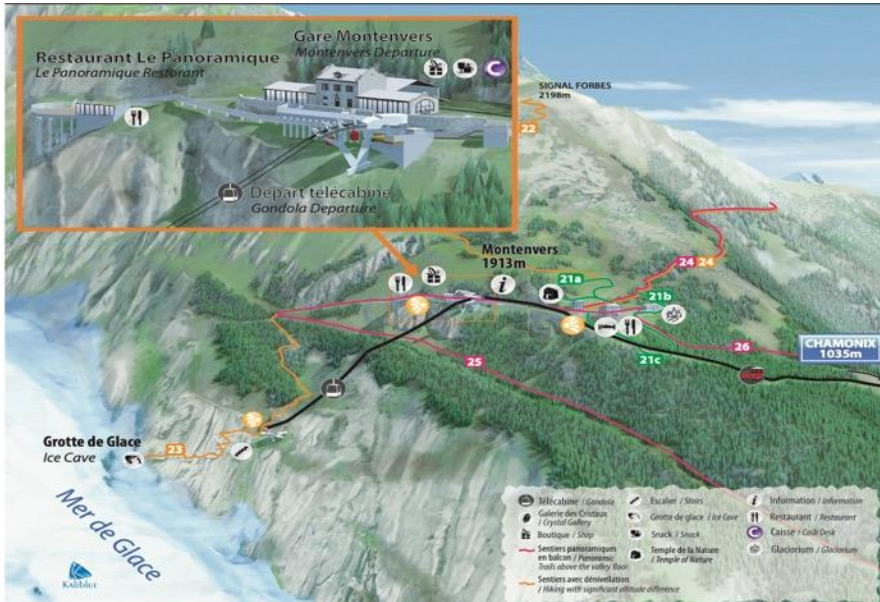 Restaurant Le Panoramique
Le Panoramique Restorant
Gare Montenvers
Montenvers Departure
Départ télécabine
Gondola Departure
SIGNAL FORBES
2198m
22
Montenvers
1913m
24 24
21a
21b
CHAMONIX
1035m
26
21c
25
Grotte de Glace
Ice Cave
23
Mer de Glace
Kaliblue
Télécabine / Gondola
Galerie des Cristaux
/ Crystal Gallery
Boutique / Shop
Sentiers panoramiques
en balcon / Panoramic
Trails above the valley floor
Sentiers avec dénivellation
/ Hiking with significant altitude difference
Escalier / Stairs
Grotte de glace / Ice Cave
Snack / Snack
Temple de la Nature
/ Temple of Nature
i Information / Information
Restaurant / Restaurant
Caisse / Cash Desk
Glaciorium / Glaciorium